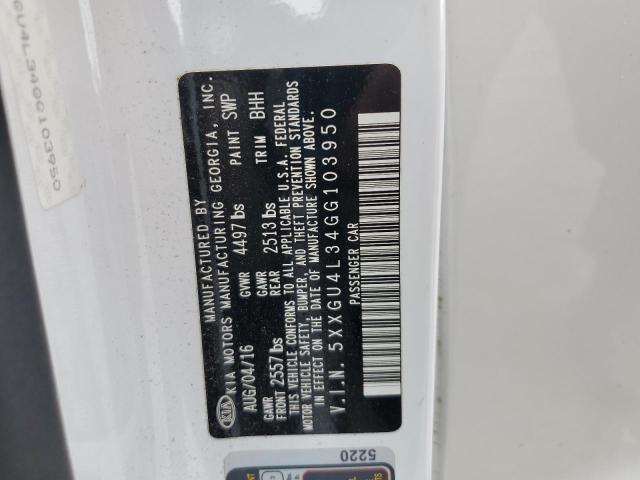 MANUFACTURED BY
KIA KIA MOTORS MANUFACTURING GEORGIA, INC.
AUG/04/16 GVWR 4497lbs PAINT SWP
GAWR GAWR
FRONT 2557lbs REAR 2513lbs TRIM BHH
THIS VEHICLE CONFORMS TO ALL APPLICABLE U.S.A. FEDERAL
MOTOR VEHICLE SAFETY, BUMPER, AND THEFT PREVENTION STANDARDS
IN EFFECT ON THE DATE OF MANUFACTURE SHOWN ABOVE.
V.I.N. 5XXGU4L34GG103950
PASSENGER CAR
GU4L34GG103950
5220